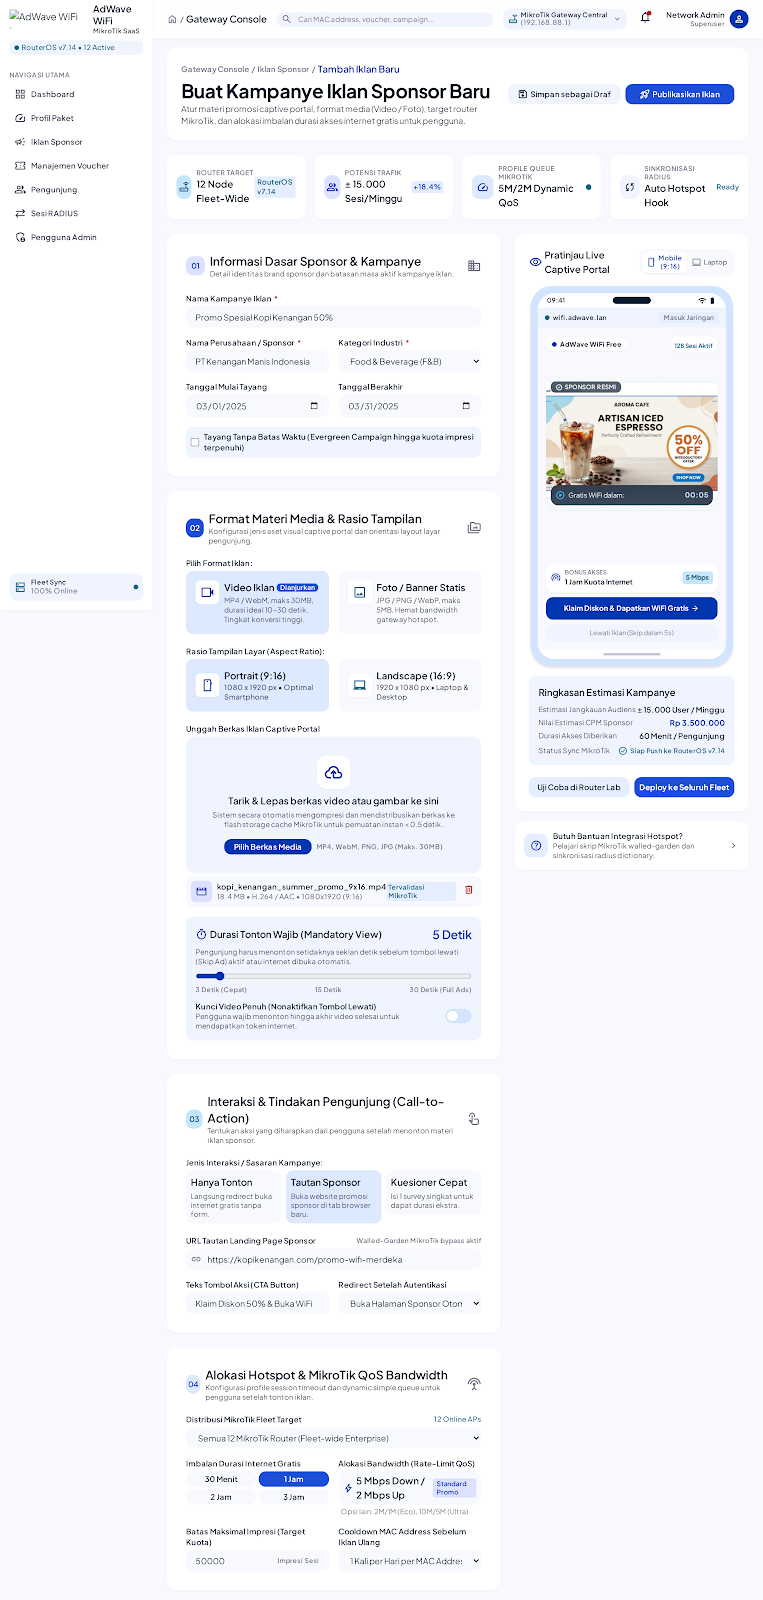 AdWave WiFi
AdWave
WiFi
MikroTik SaaS
RouterOS v7.14 • 12 Active
NAVIGASI UTAMA
Dashboard
Profil Paket
Iklan Sponsor
Manajemen Voucher
Pengunjung
Sesi RADIUS
Pengguna Admin
Fleet Sync
100% Online
/ Gateway Console
Cari MAC address, voucher, campaign...
MikroTik Gateway Central
(192.168.88.1)
Network Admin
Superuser
Gateway Console / Iklan Sponsor / Tambah Iklan Baru
Buat Kampanye Iklan Sponsor Baru
Atur materi promosi captive portal, format media (Video / Foto), target router
MikroTik, dan alokasi imbalan durasi akses internet gratis untuk pengguna.
Simpan sebagai Draf
Publikasikan Iklan
ROUTER TARGET
12 Node
Fleet-Wide
RouterOS
v7.14
POTENSI TRAFIK
± 15.000
Sesi/Minggu
+18.4%
PROFILE QUEUE
MIKROTIK
5M/2M Dynamic
QoS
SINKRONISASI
RADIUS
Auto Hotspot
Hook
Ready
01
Informasi Dasar Sponsor & Kampanye
Detail identitas brand sponsor dan batasan masa aktif kampanye iklan.
Nama Kampanye Iklan *
Promo Spesial Kopi Kenangan 50%
Nama Perusahaan / Sponsor *
PT Kenangan Manis Indonesia
Kategori Industri *
Food & Beverage (F&B)
Tanggal Mulai Tayang
03/01/2025
Tanggal Berakhir
03/31/2025
Tayang Tanpa Batas Waktu (Evergreen Campaign hingga kuota impresi
terpenuhi)
02
Format Materi Media & Rasio Tampilan
Konfigurasi jenis aset visual captive portal dan orientasi layout layar
pengunjung.
Pilih Format Iklan:
Video Iklan Dianjurkan
MP4 / WebM, maks 30MB,
durasi ideal 10-30 detik.
Tingkat konversi tinggi.
Foto / Banner Statis
JPG / PNG / WebP, maks
5MB. Hemat bandwidth
gateway hotspot.
Rasio Tampilan Layar (Aspect Ratio):
Portrait (9:16)
1080 x 1920 px • Optimal
Smartphone
Landscape (16:9)
1920 x 1080 px • Laptop &
Desktop
Unggah Berkas Iklan Captive Portal
Tarik & Lepas berkas video atau gambar ke sini
Sistem secara otomatis mengompresi dan mendistribusikan berkas ke
flash storage cache MikroTik untuk pemuatan instan < 0.5 detik.
Pilih Berkas Media
MP4, WebM, PNG, JPG (Maks. 30MB)
kopi_kenangan_summer_promo_9x16.mp4
18.4 MB • H.264 / AAC • 1080x1920 (9:16)
Tervalidasi
MikroTik
Durasi Tonton Wajib (Mandatory View)
5 Detik
Pengunjung harus menonton setidaknya sekian detik sebelum tombol lewati
(Skip Ad) aktif atau internet dibuka otomatis.
3 Detik (Cepat)
15 Detik
30 Detik (Full Ads)
Kunci Video Penuh (Nonaktifkan Tombol Lewati)
Pengguna wajib menonton hingga akhir video selesai untuk
mendapatkan token internet.
03
Interaksi & Tindakan Pengunjung (Call-to-
Action)
Tentukan aksi yang diharapkan dari pengguna setelah menonton materi
iklan sponsor.
Jenis Interaksi / Sasaran Kampanye:
Hanya Tonton
Langsung redirect buka
internet gratis tanpa
form.
Tautan Sponsor
Buka website promosi
sponsor di tab browser
baru.
Kuesioner Cepat
Isi 1 survey singkat untuk
dapat durasi ekstra.
URL Tautan Landing Page Sponsor
Walled-Garden MikroTik bypass aktif
https://kopikenangan.com/promo-wifi-merdeka
Teks Tombol Aksi (CTA Button)
Klaim Diskon 50% & Buka WiFi
Redirect Setelah Autentikasi
Buka Halaman Sponsor Oton
04
Alokasi Hotspot & MikroTik QoS Bandwidth
Konfigurasi profile session timeout dan dynamic simple queue untuk
pengguna setelah tonton iklan.
Distribusi MikroTik Fleet Target
12 Online APs
Semua 12 MikroTik Router (Fleet-wide Enterprise)
Imbalan Durasi Internet Gratis
30 Menit
1 Jam
2 Jam
3 Jam
Alokasi Bandwidth (Rate-Limit QoS)
5 Mbps Down /
2 Mbps Up
Standard
Promo
Opsi lain: 2M/1M (Eco), 10M/5M (Ultra)
Batas Maksimal Impresi (Target
Kuota)
50000
Impresi Sesi
Cooldown MAC Address Sebelum
Iklan Ulang
1 Kali per Hari per MAC Addres
Pratinjau Live
Captive Portal
Mobile
(9:16)
Laptop
09:41
wifi.adwave.lan
Masuk Jaringan
AdWave WiFi Free
128 Sesi Aktif
SPONSOR RESMI
AROMA CAFE
ARTISAN ICED
ESPRESSO
Perfectly Crafted Refreshment
50%
OFF
INTRODUCTORY
OFFER
SHOP NOW
Gratis WiFi dalam:
00:05
BONUS AKSES
1 Jam Kuota Internet
5 Mbps
Klaim Diskon & Dapatkan WiFi Gratis →
Lewati Iklan (Skip dalam 5s)
Ringkasan Estimasi Kampanye
Estimasi Jangkauan Audiens ± 15.000 User / Minggu
Nilai Estimasi CPM Sponsor Rp 3.500.000
Durasi Akses Diberikan 60 Menit / Pengunjung
Status Sync MikroTik Siap Push ke RouterOS v7.14
Uji Coba di Router Lab
Deploy ke Seluruh Fleet
Butuh Bantuan Integrasi Hotspot?
Pelajari skrip MikroTik walled-garden dan
sinkronisasi radius dictionary.